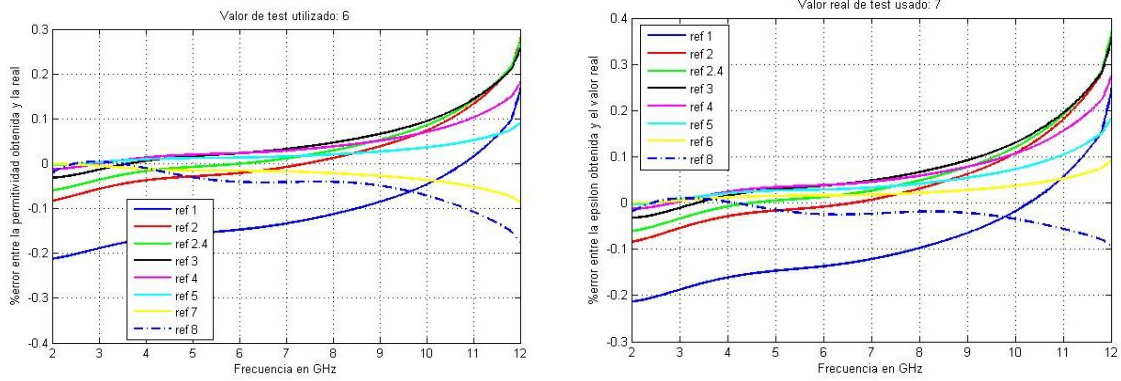 Valor de test utilizado: 6
%error entre la permitividad obtenida y la real
0.3
0.2
0.1
0
-0.1
-0.2
-0.3
-0.4
ref 1
ref 2
ref 2.4
ref 3
ref 4
ref 5
ref 7
ref 8
2 3 4 5 6 7 8 9 10 11 12
Frecuencia en GHz
Valor real de test usado: 7
%error entre la epsilon obtenida y el valor real
0.4
0.3
0.2
0.1
0
-0.1
-0.2
-0.3
ref 1
ref 2
ref 2.4
ref 3
ref 4
ref 5
ref 6
ref 8
2 3 4 5 6 7 8 9 10 11 12
Frecuencia en GHz